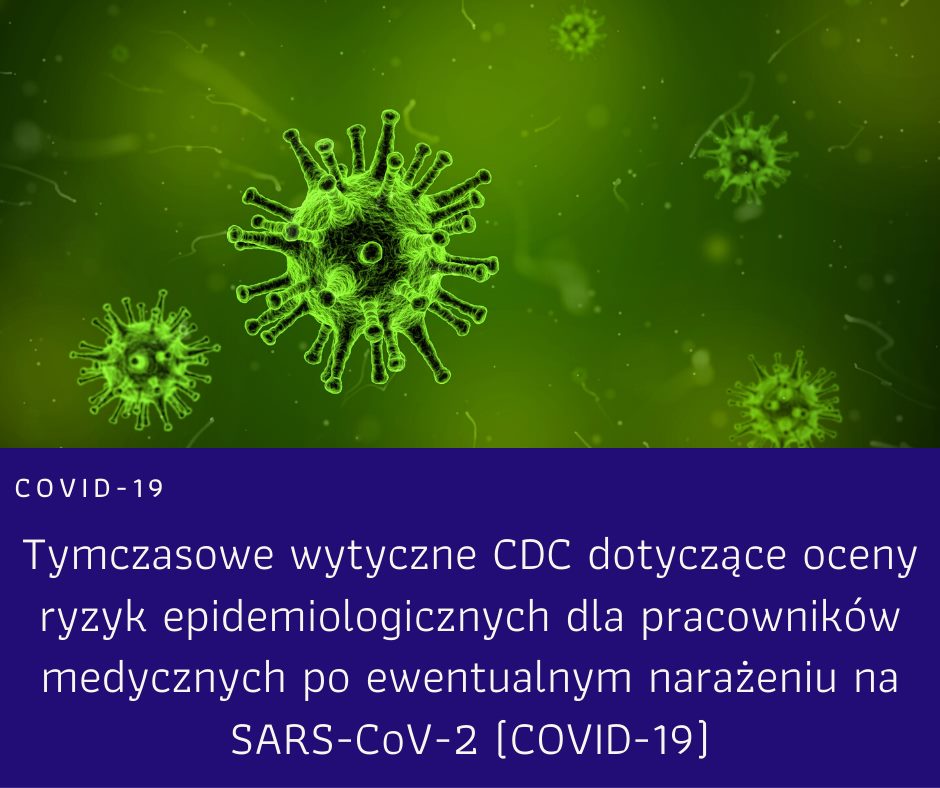 COVID-19
Tymczasowe wytyczne CDC dotyczące oceny
ryzyk epidemiologicznych dla pracowników
medycznych po ewentualnym narażeniu na
SARS-CoV-2 (COVID-19)